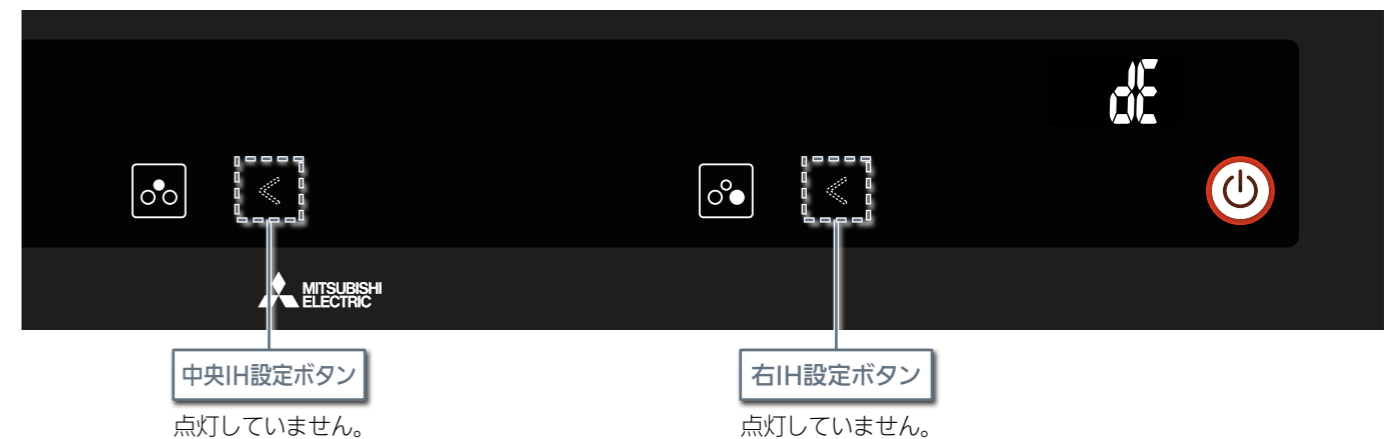 dE
<
<
MITSUBISHI
ELECTRIC
中央IH設定ボタン
右IH設定ボタン
点灯していません。
点灯していません。